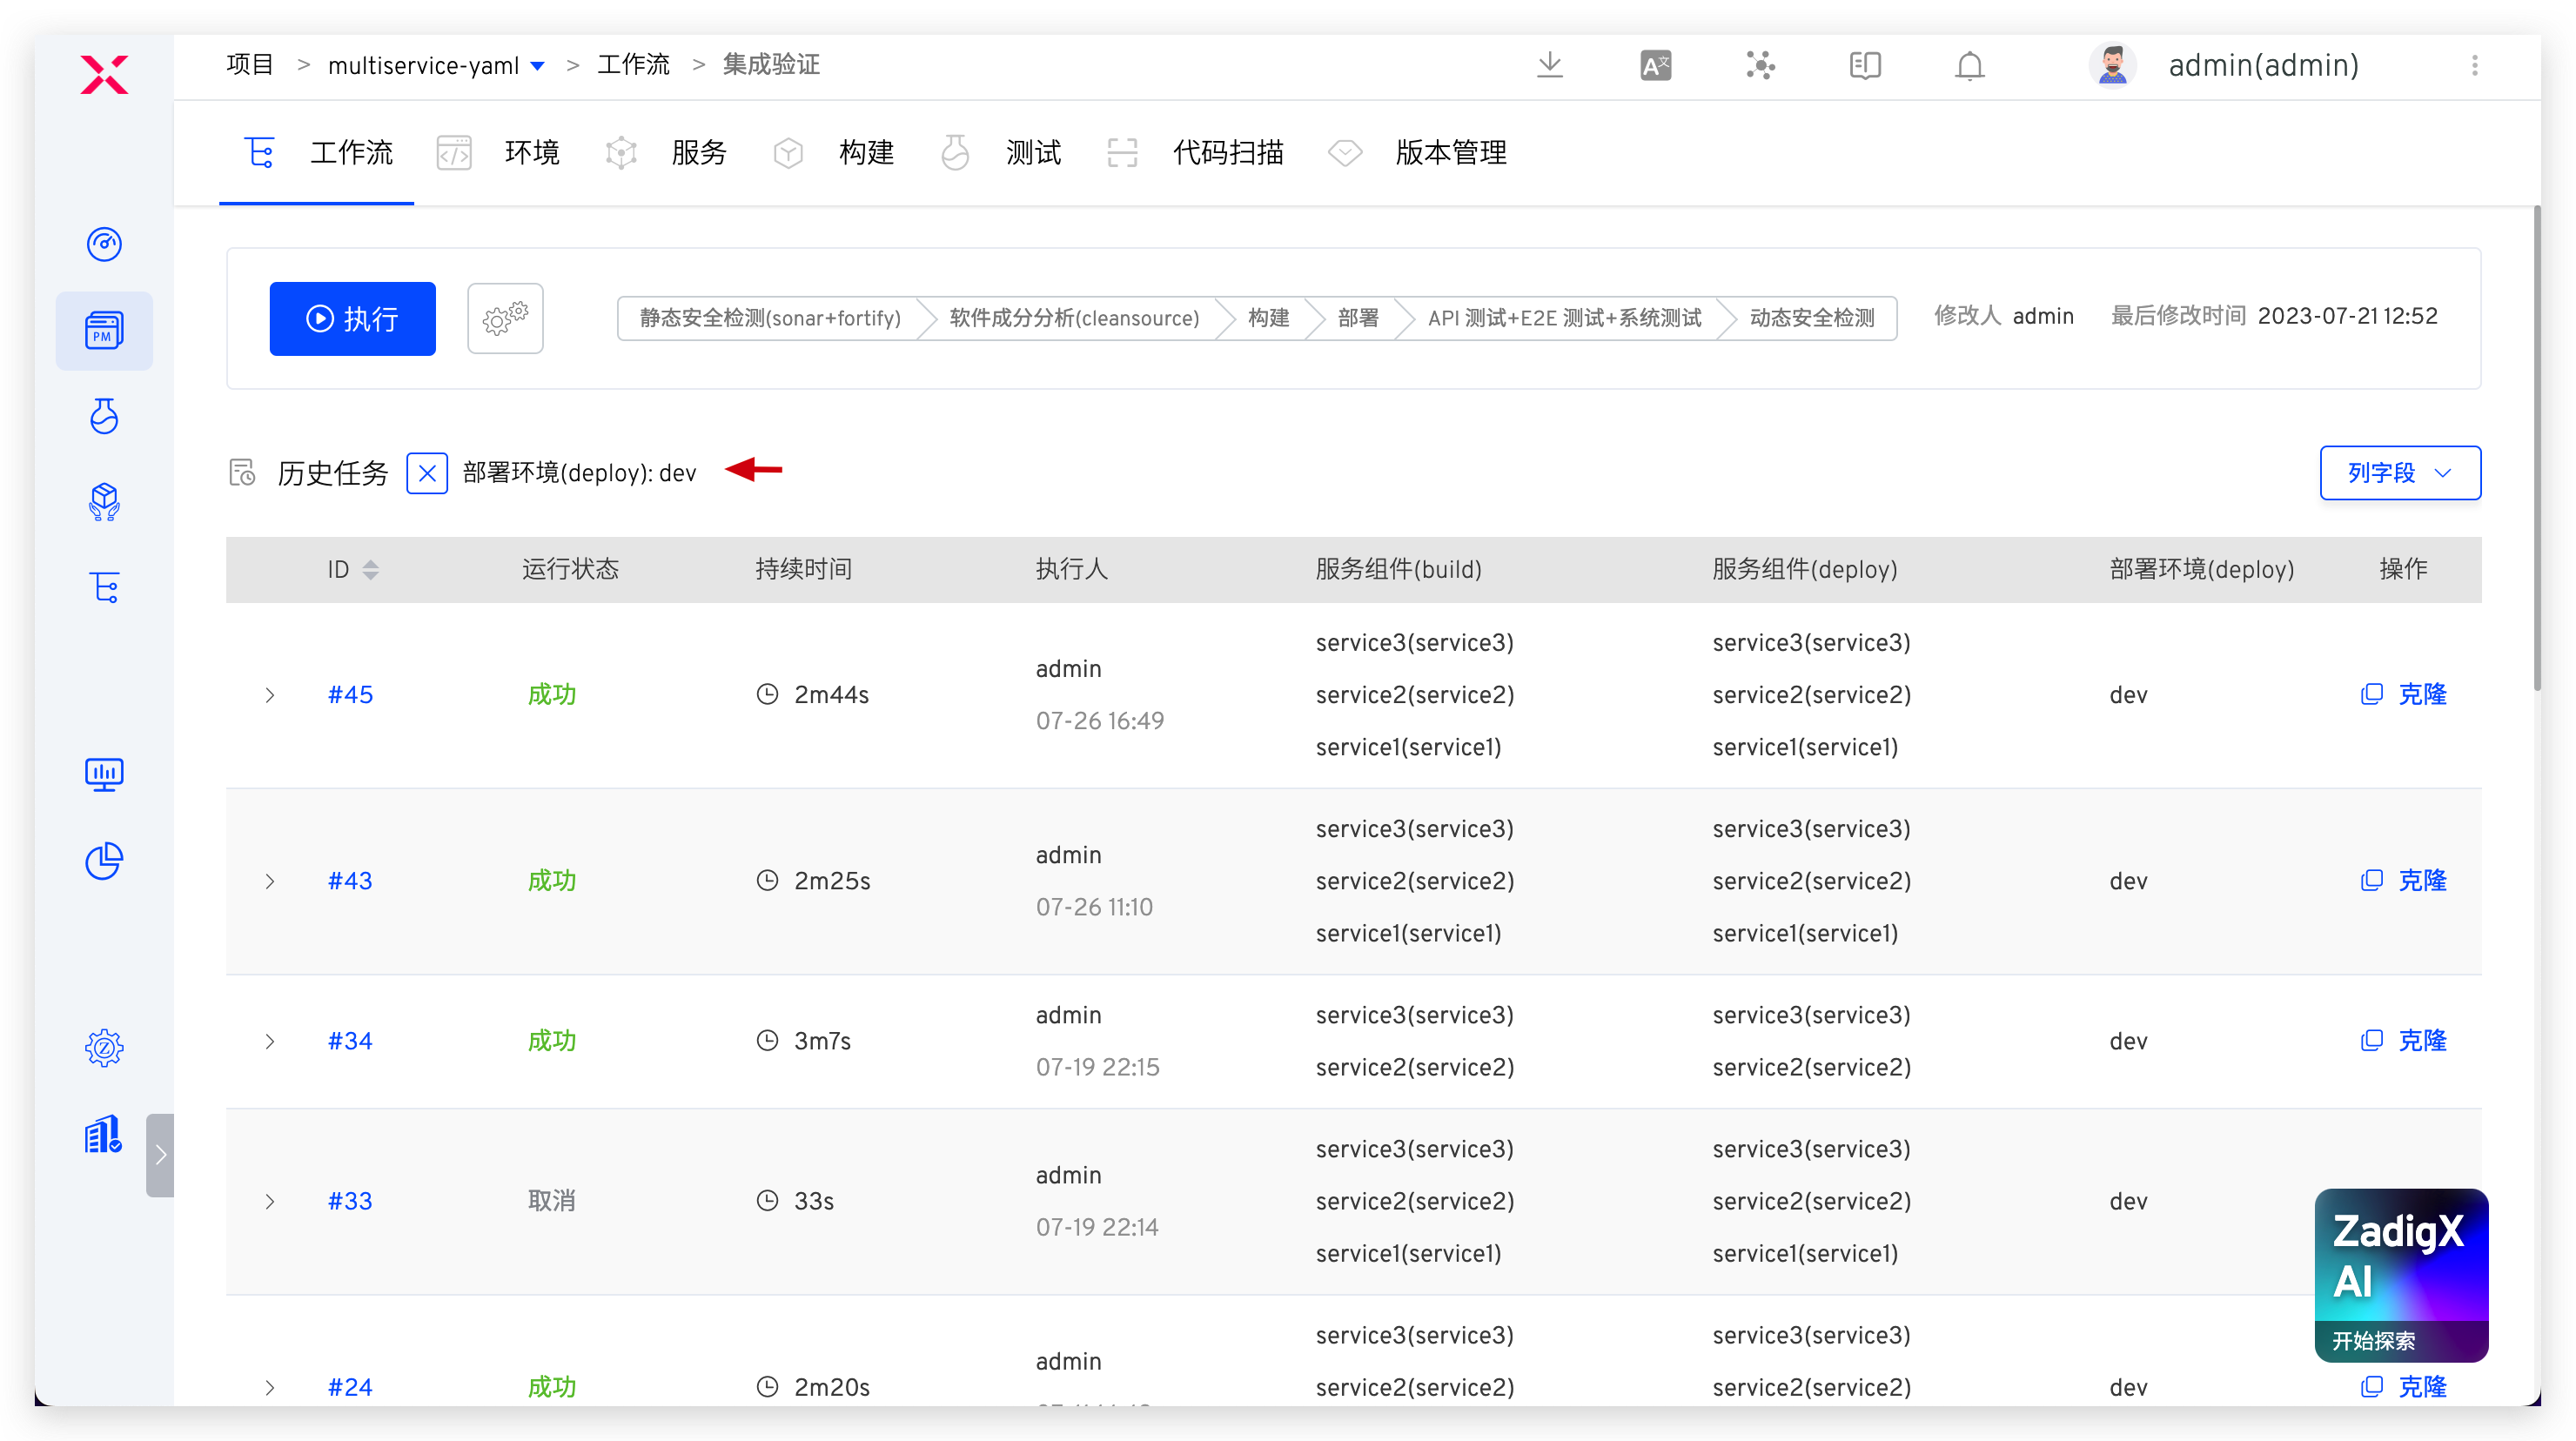 项目 > multiservice-yaml > 工作流 > 集成验证
admin(admin)
工作流 环境 服务 构建 测试 代码扫描 版本管理
PM
执行
静态安全检测(sonar+fortify) 软件成分分析(cleansource) 构建 部署 API 测试+E2E 测试+系统测试 动态安全检测
修改人 admin 最后修改时间 2023-07-21 12:52
历史任务 部署环境(deploy): dev
列字段
ID 运行状态 持续时间 执行人 服务组件(build) 服务组件(deploy) 部署环境(deploy) 操作
service3(service3) service3(service3)
admin
#45 成功 2m44s service2(service2) service2(service2) dev 克隆
07-26 16:49
service1(service1) service1(service1)
service3(service3) service3(service3)
admin
#43 成功 2m25s service2(service2) service2(service2) dev 克隆
07-26 11:10
service1(service1) service1(service1)
admin service3(service3) service3(service3)
#34 成功 3m7s dev 克隆
07-19 22:15 service2(service2) service2(service2)
service3(service3) service3(service3)
admin
#33 取消 33s service2(service2) service2(service2) dev
07-19 22:14
service1(service1) service1(service1)
ZadigX
AI
开始探索
service3(service3) service3(service3)
admin
#24 成功 2m20s service2(service2) service2(service2) dev 克隆